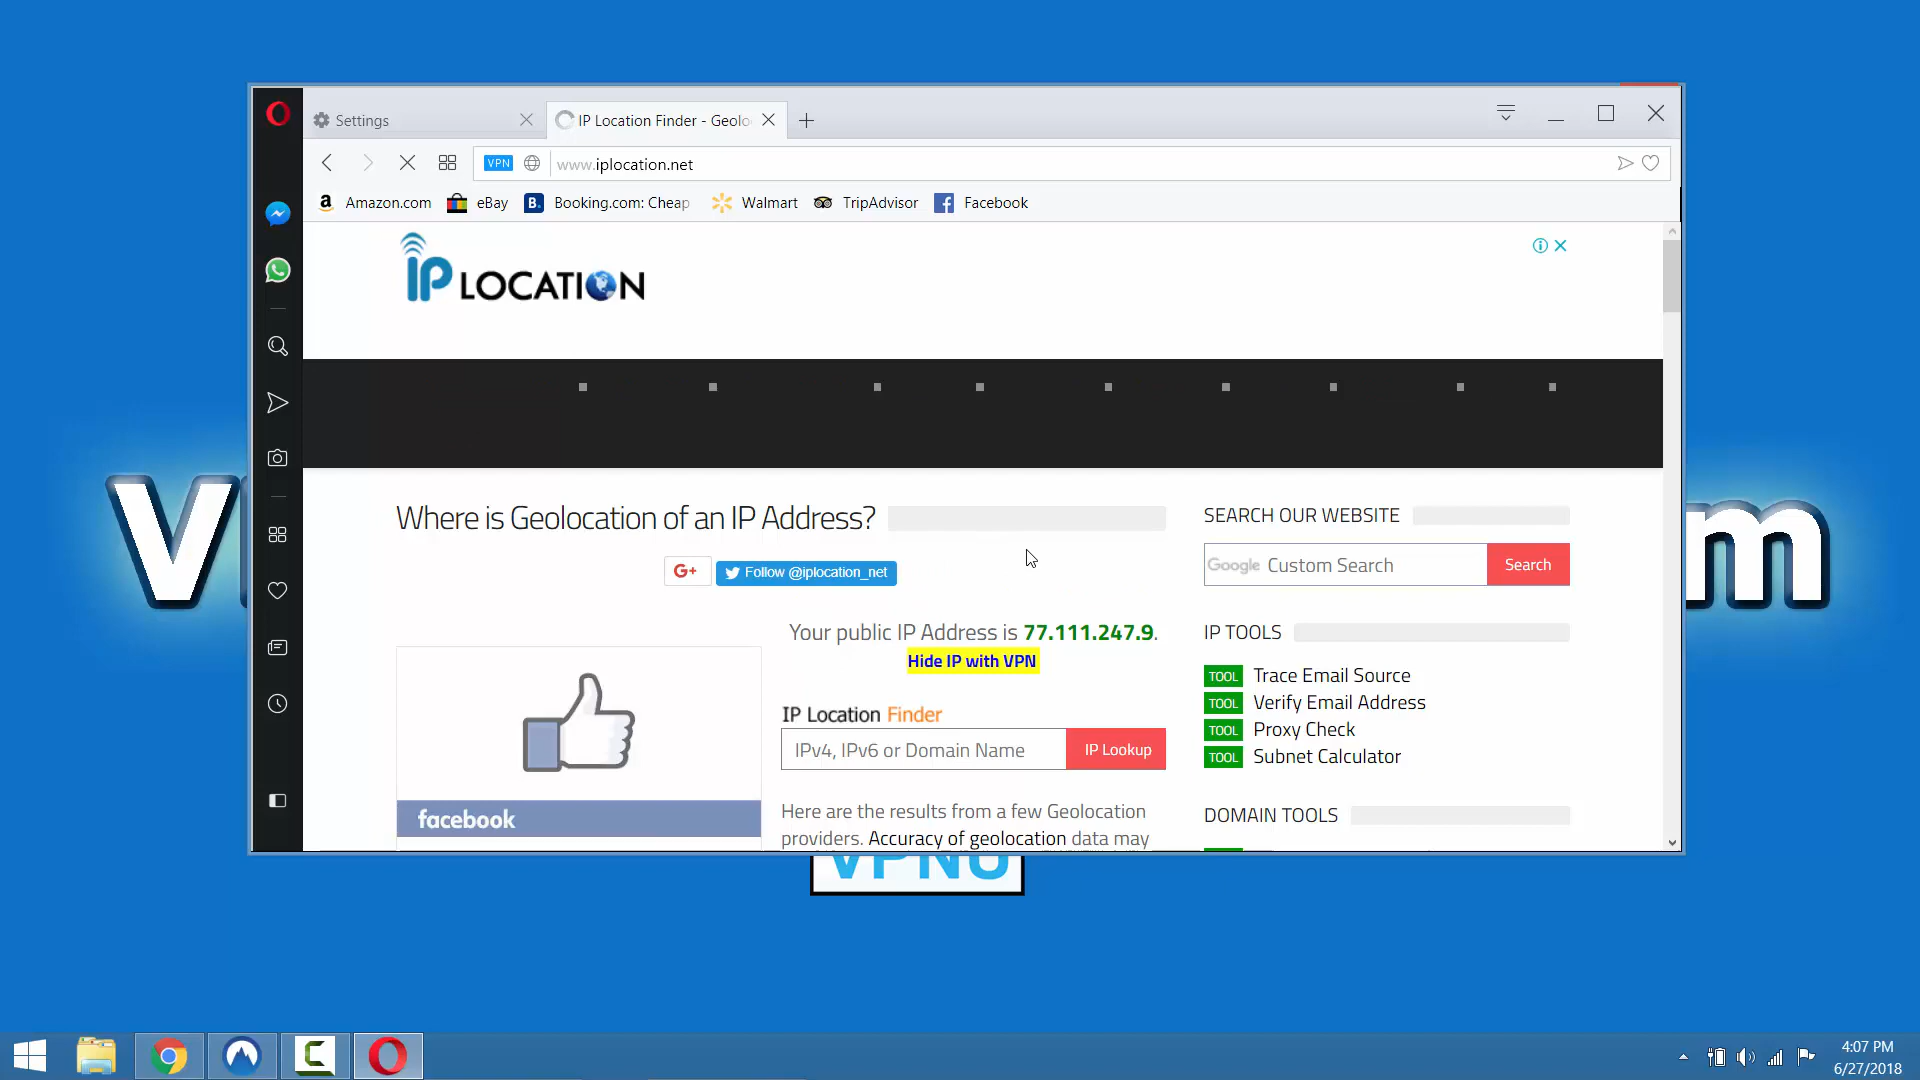 Settings
IP Location Finder - Geolo
VPN
www.iplocation.net
Amazon.com
eBay
B.
Booking.com: Cheap
Walmart
TripAdvisor
Facebook
IP LOCATION
Where is Geolocation of an IP Address?
G+
Follow @iplocation_net
Your public IP Address is 77.111.247.9.
Hide IP with VPN
IP Location Finder
IPv4, IPv6 or Domain Name
IP Lookup
Here are the results from a few Geolocation
providers. Accuracy of geolocation data may
facebook
SEARCH OUR WEBSITE
Google Custom Search
Search
IP TOOLS
TOOL Trace Email Source
TOOL Verify Email Address
TOOL Proxy Check
TOOL Subnet Calculator
DOMAIN TOOLS
V
m
4:07 PM
6/27/2018